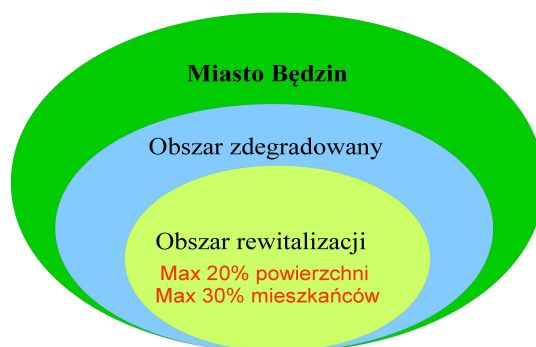 Miasto Będzin
Obszar zdegradowany
Obszar rewitalizacji
Max 20% powierzchni
Max 30% mieszkańców